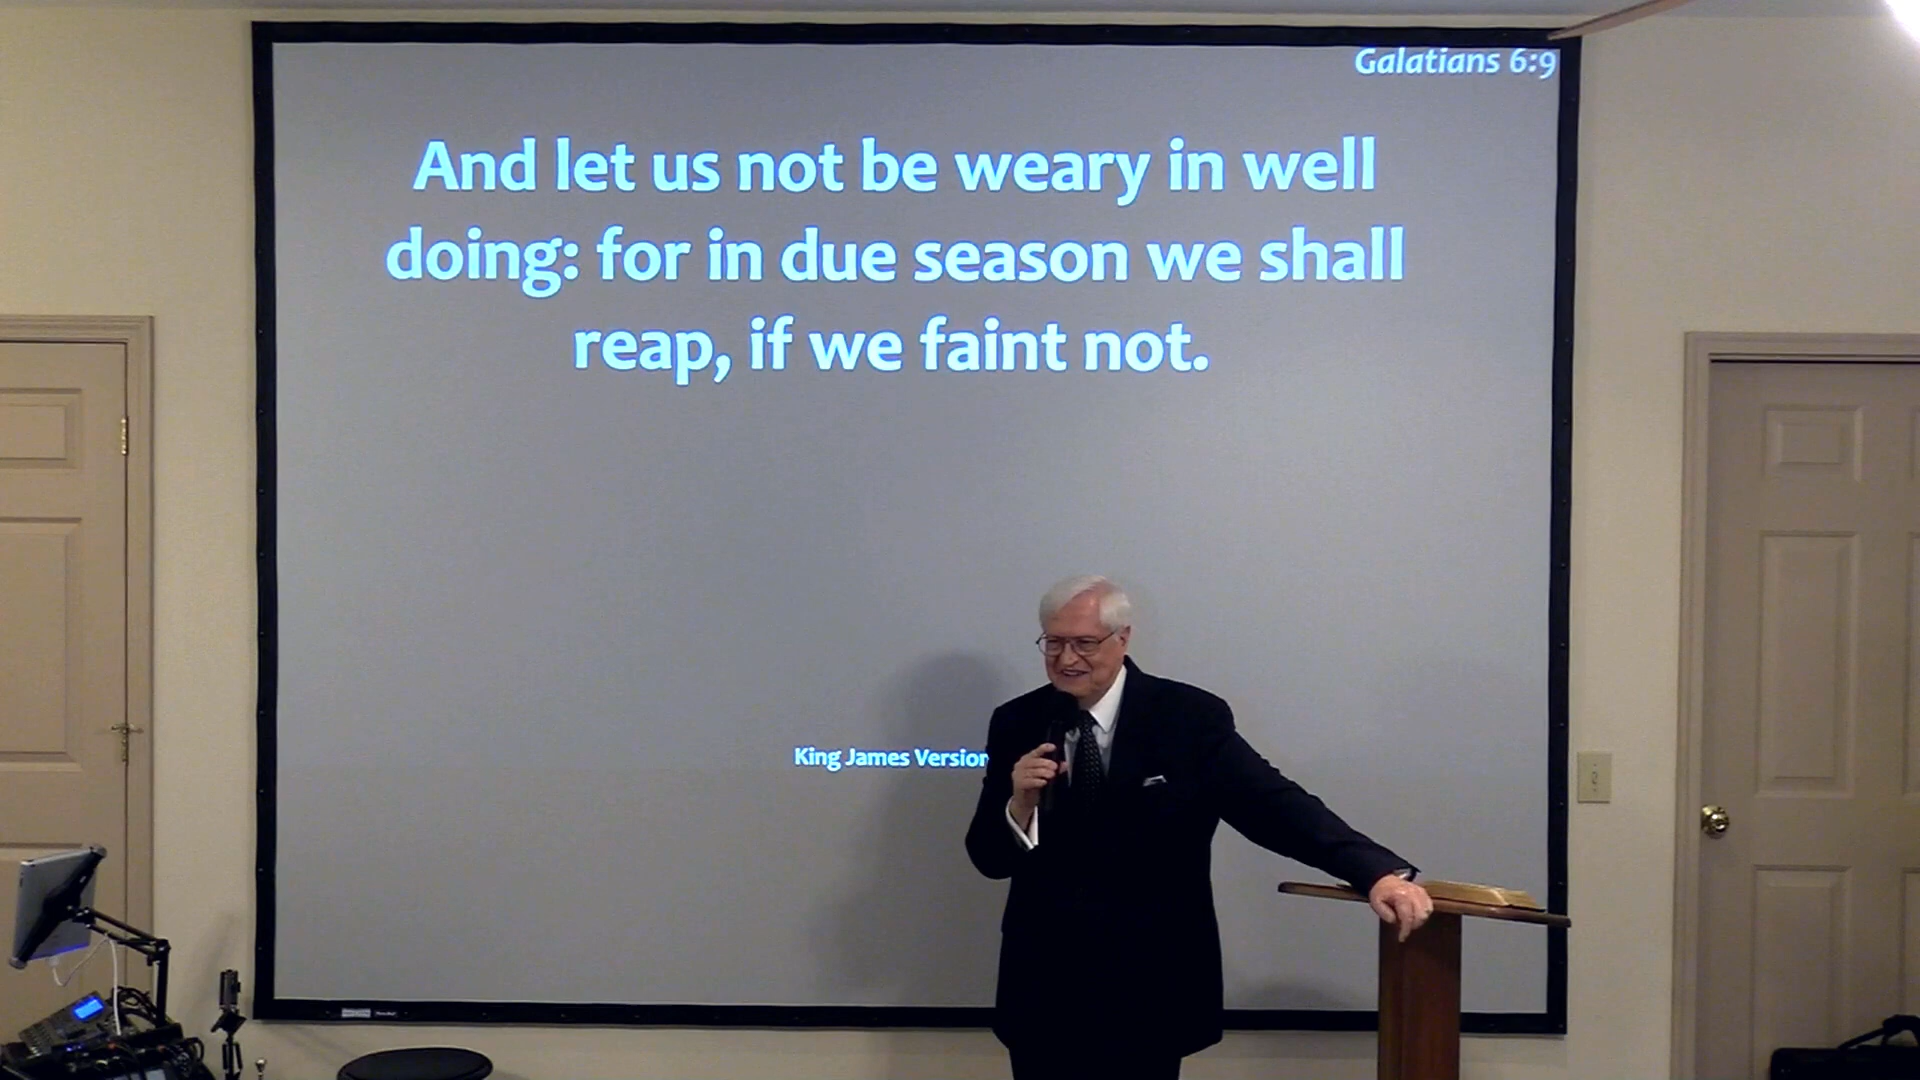 Galatians 6:9
And let us not be weary in well
doing: for in due season we shall
reap, if we faint not.
King James Version